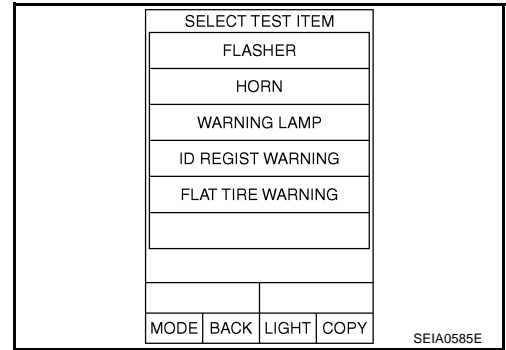 SELECT TEST ITEM
FLASHER
HORN
WARNING LAMP
ID REGIST WARNING
FLAT TIRE WARNING
MODE BACK LIGHT COPY
SEIA0585E